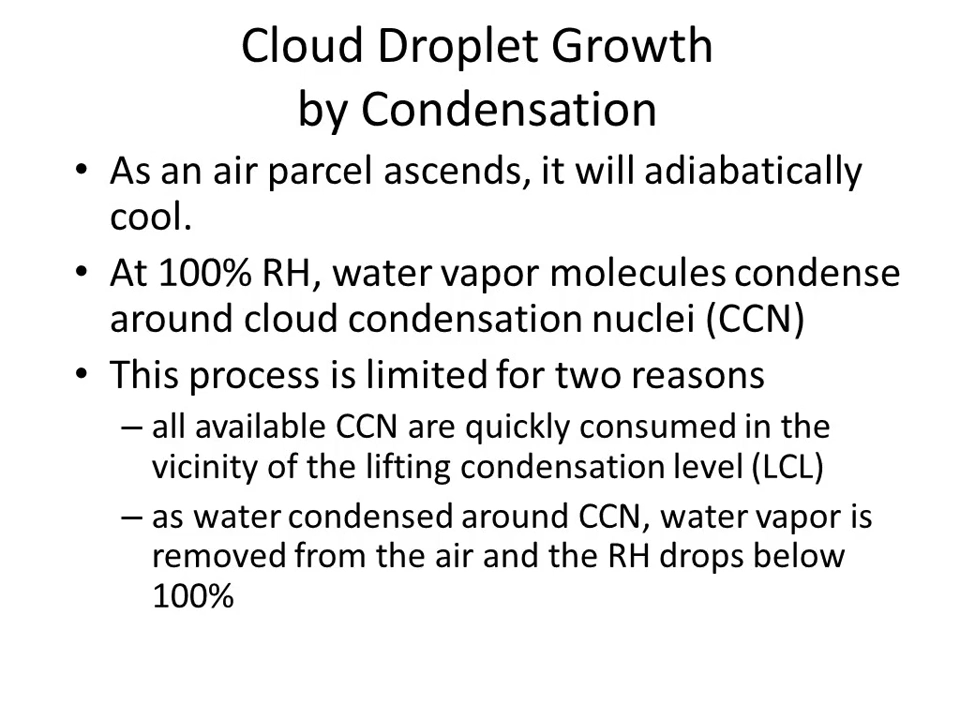 Cloud Droplet Growth
by Condensation
• As an air parcel ascends, it will adiabatically
cool.
• At 100% RH, water vapor molecules condense
around cloud condensation nuclei (CCN)
• This process is limited for two reasons
– all available CCN are quickly consumed in the
vicinity of the lifting condensation level (LCL)
– as water condensed around CCN, water vapor is
removed from the air and the RH drops below
100%